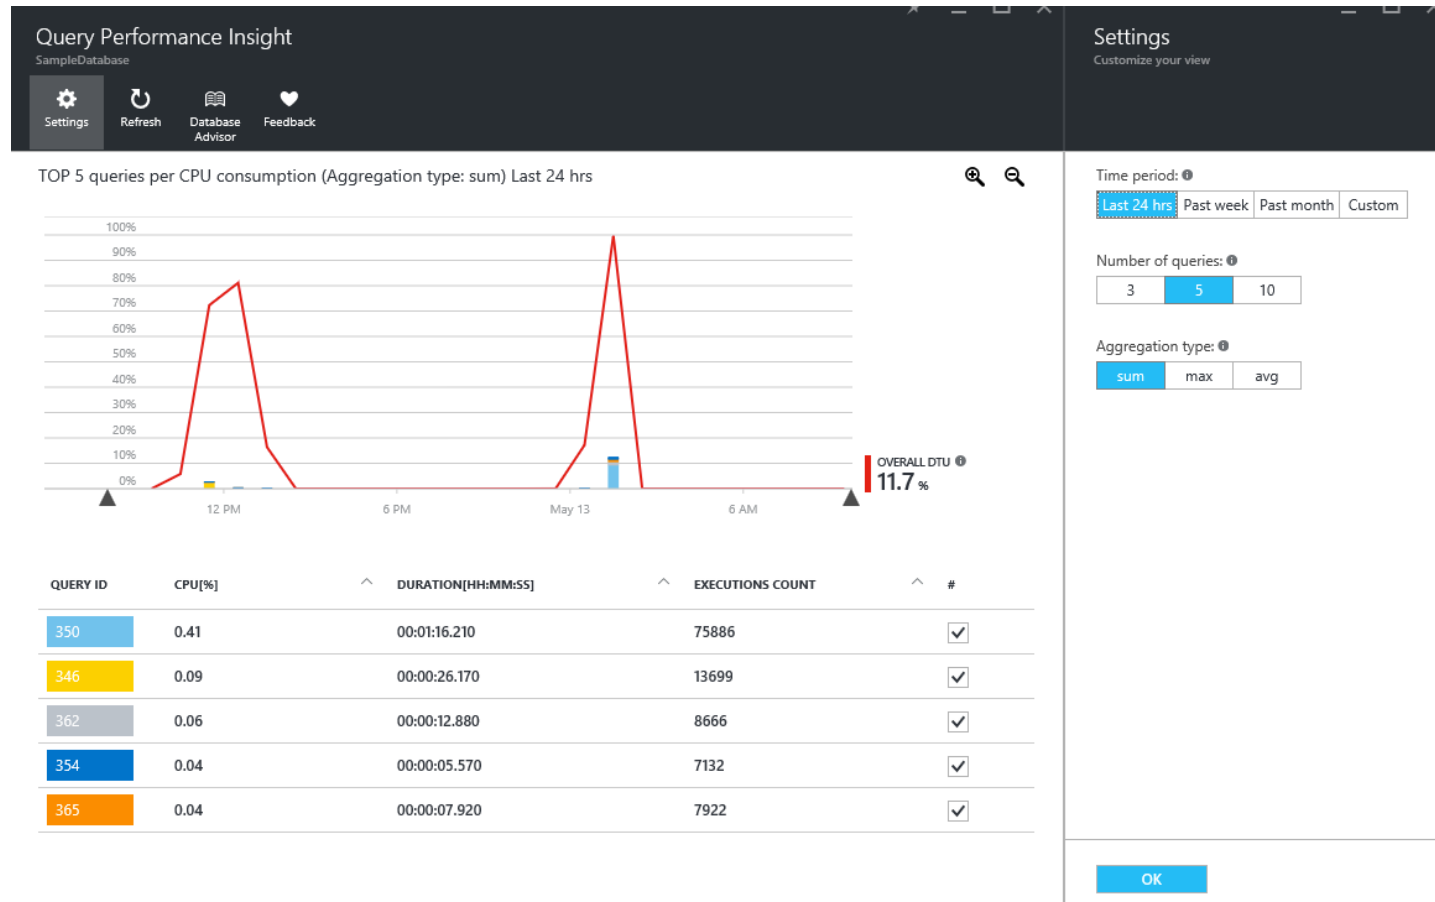 Query Performance Insight
SampleDatabase
Settings
Refresh
Database
Advisor
Feedback
TOP 5 queries per CPU consumption (Aggregation type: sum) Last 24 hrs
100%
90%
80%
70%
60%
50%
40%
30%
20%
10%
0%
12 PM 6 PM May 13 6 AM
OVERALL DTU
11.7 %
QUERY ID CPU[%] DURATION[HH:MM:SS] EXECUTIONS COUNT #
350 0.41 00:01:16.210 75886
346 0.09 00:00:26.170 13699
362 0.06 00:00:12.880 8666
354 0.04 00:00:05.570 7132
365 0.04 00:00:07.920 7922
Settings
Customize your view
Time period:
Last 24 hrs Past week Past month Custom
Number of queries:
3 5 10
Aggregation type:
sum max avg
OK